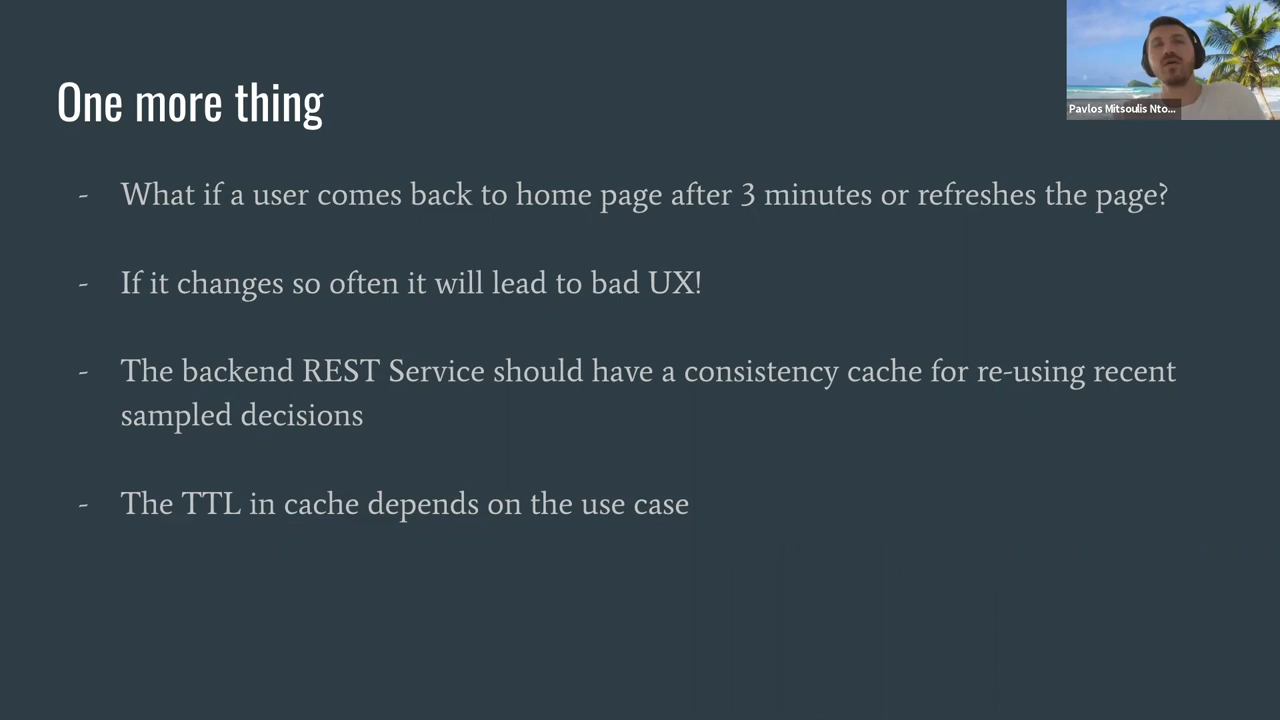 One more thing
Pavlos Mitsoulis Nto...
- What if a user comes back to home page after 3 minutes or refreshes the page?
- If it changes so often it will lead to bad UX!
- The backend REST Service should have a consistency cache for re-using recent
sampled decisions
- The TTL in cache depends on the use case